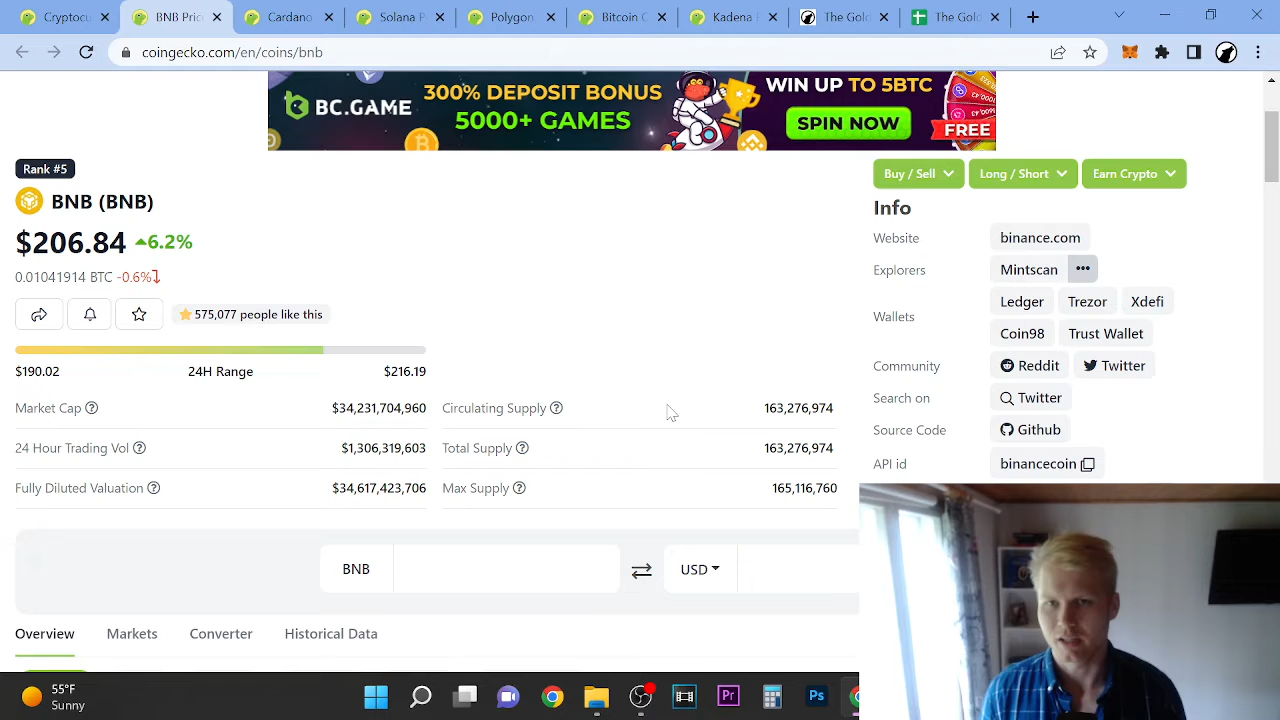 Crypto
BNB Pric
Cardano
Solana P
Polygon
Bitcoin C
Kadena P
The Gol
The Gold
coingecko.com/en/coins/bnb
BC.GAME
300% DEPOSIT BONUS
5000+ GAMES
WIN UP TO 5BTC
SPIN NOW
FREE
Rank #5
BNB (BNB)
$206.84 6.2%
0.01041914 BTC -0.6%
575,077 people like this
$190.02 24H Range $216.19
Market Cap $34,231,704,960
24 Hour Trading Vol $1,306,319,603
Fully Diluted Valuation $34,617,423,706
Circulating Supply 163,276,974
Total Supply 163,276,974
Max Supply 165,116,760
BNB
USD
Overview Markets Converter Historical Data
Buy / Sell Long / Short Earn Crypto
Info
Website binance.com
Explorers Mintscan
Wallets Ledger Trezor Xdefi
Coin98 Trust Wallet
Community Reddit Twitter
Search on Twitter
Source Code Github
API id binancecoin
55°F
Sunny
Pr
Ps